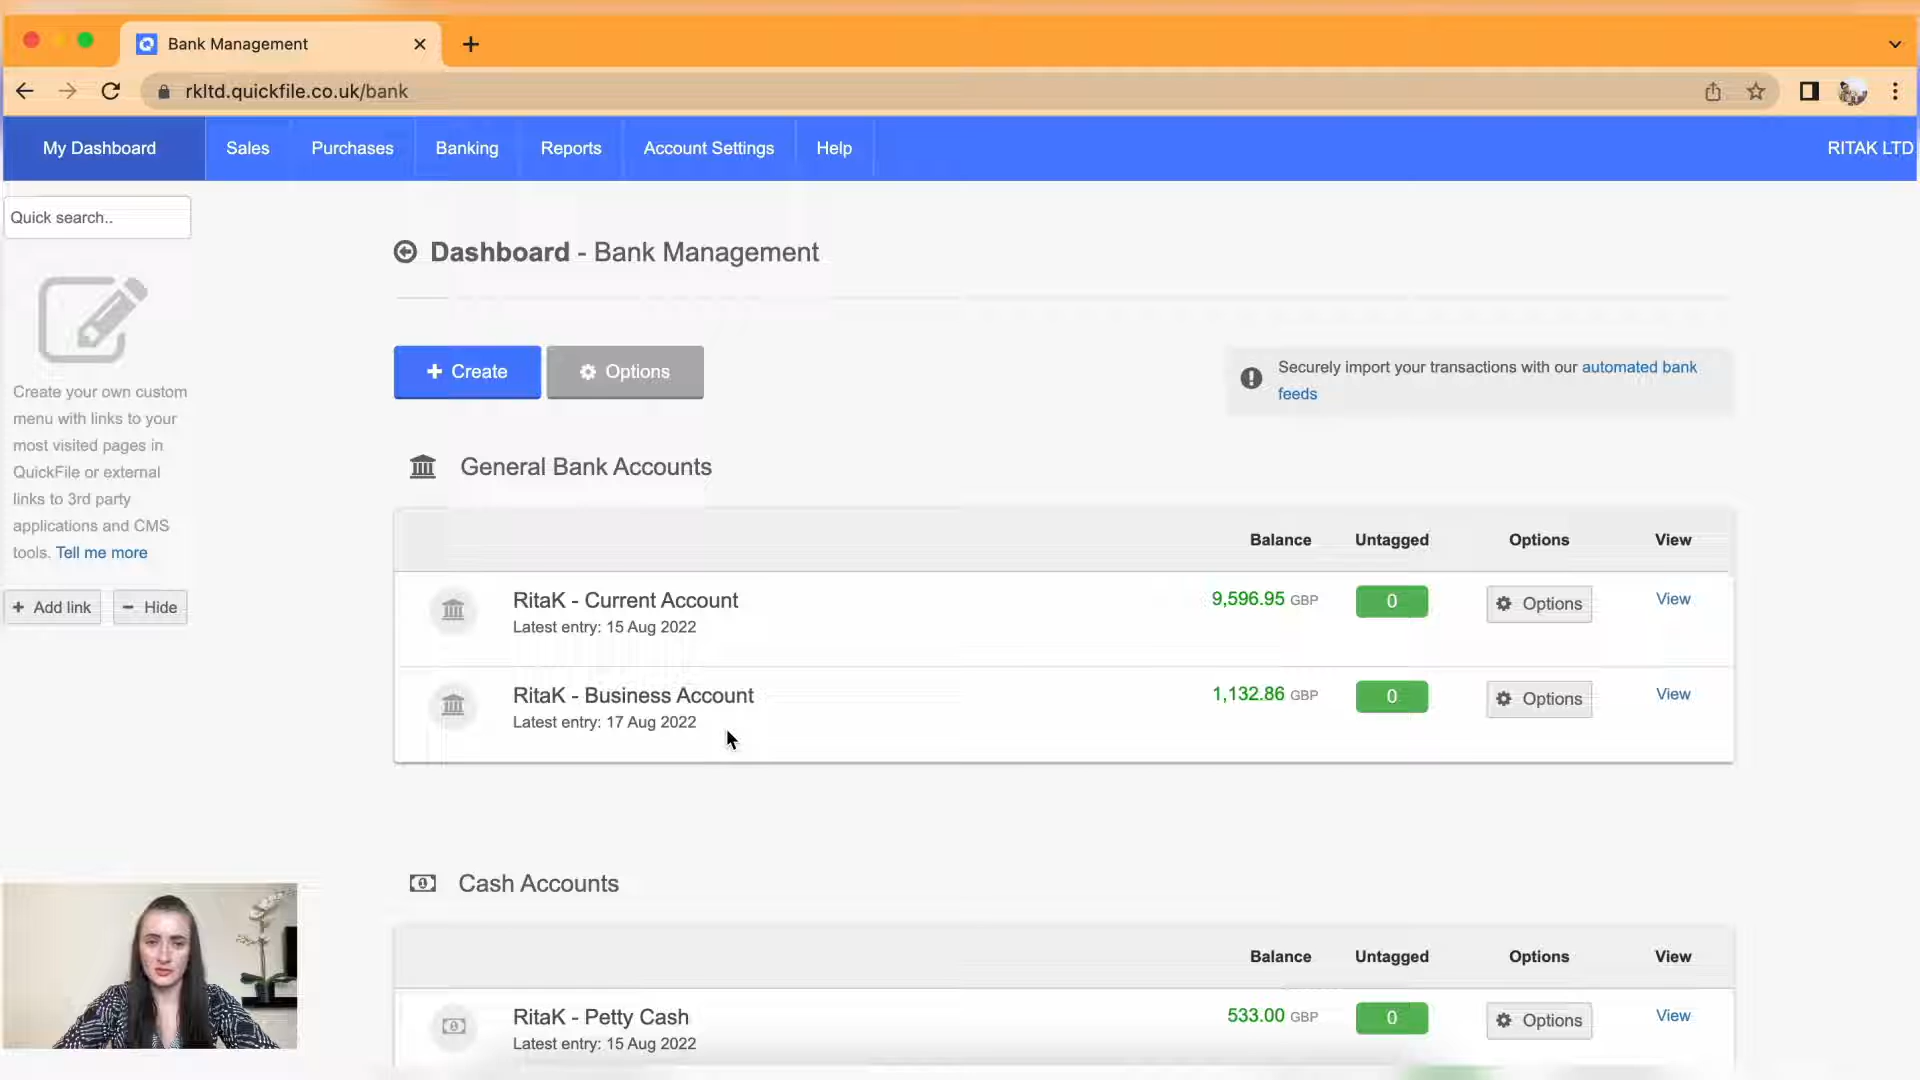 Bank Management
rkltd.quickfile.co.uk/bank
My Dashboard Sales Purchases Banking Reports Account Settings Help RITAK LTD
Quick search..
Dashboard - Bank Management
Create Options
Securely import your transactions with our automated bank
feeds
Create your own custom
menu with links to your
most visited pages in
QuickFile or external
links to 3rd party
applications and CMS
tools. Tell me more
+ Add link − Hide
General Bank Accounts
Balance Untagged Options View
RitaK - Current Account 9,596.95 GBP 0 Options View
Latest entry: 15 Aug 2022
RitaK - Business Account 1,132.86 GBP 0 Options View
Latest entry: 17 Aug 2022
Cash Accounts
Balance Untagged Options View
RitaK - Petty Cash 533.00 GBP 0 Options View
Latest entry: 15 Aug 2022